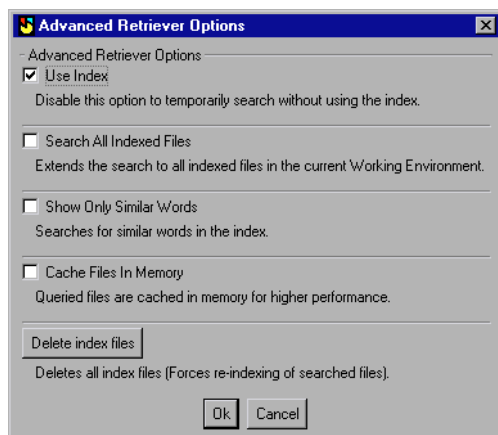 Advanced Retriever Options
Advanced Retriever Options
Use Index
Disable this option to temporarily search without using the index.
Search All Indexed Files
Extends the search to all indexed files in the current Working Environment.
Show Only Similar Words
Searches for similar words in the index.
Cache Files In Memory
Queried files are cached in memory for higher performance.
Delete index files
Deletes all index files (Forces re-indexing of searched files).
Ok Cancel